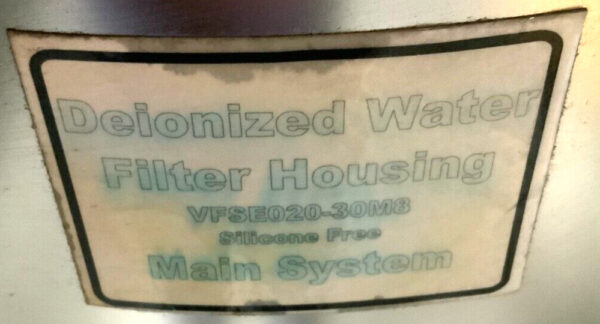 Deionized Water
Filter Housing
VFSE020-30M8
Silicone Free
Main System